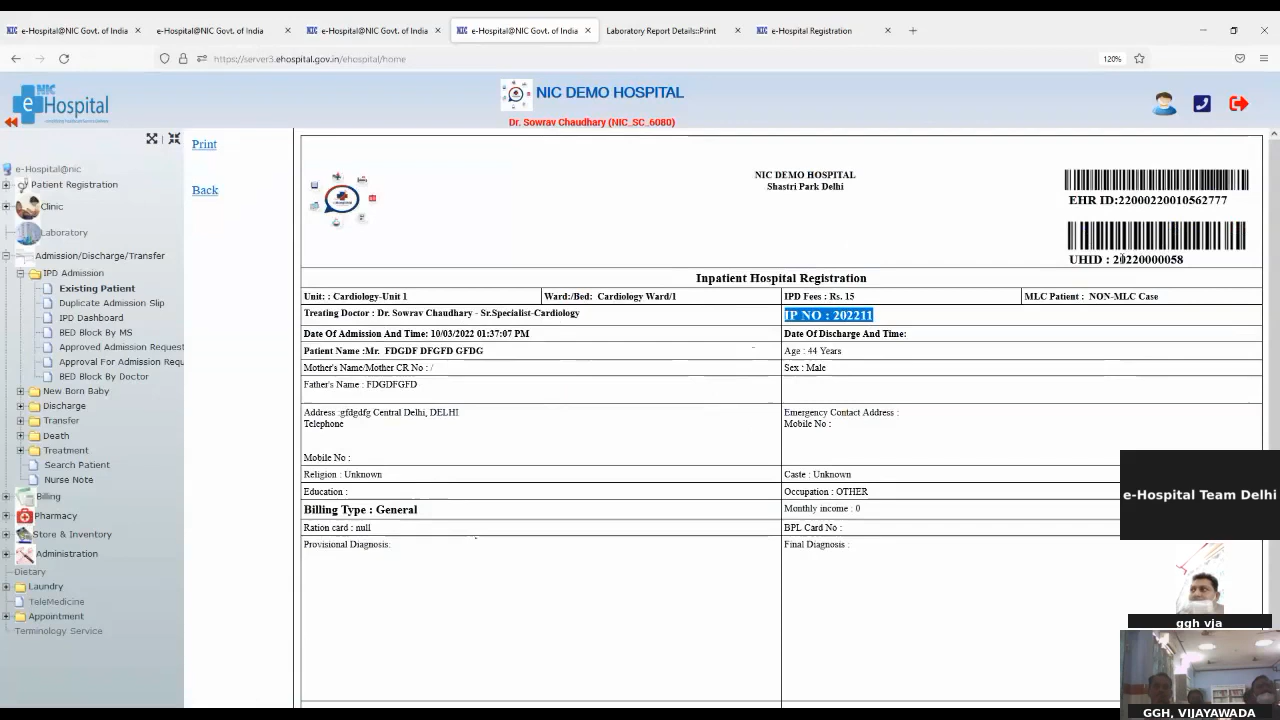 e-Hospital@NIC Govt. of India
e-Hospital@NIC Govt. of India
e-Hospital@NIC Govt. of India
e-Hospital@NIC Govt. of India
Laboratory Report Details::Print
e-Hospital Registration
https://server3.ehospital.gov.in/ehospital/home
120%
NIC
eHospital
NIC DEMO HOSPITAL
Dr. Sowrav Chaudhary (NIC_SC_6080)
e-Hospital@nic
Patient Registration
Clinic
Laboratory
Admission/Discharge/Transfer
IPD Admission
Existing Patient
Duplicate Admission Slip
IPD Dashboard
BED Block By MS
Approved Admission Request
Approval For Admission Requ
BED Block By Doctor
New Born Baby
Discharge
Transfer
Death
Treatment
Search Patient
Nurse Note
Billing
Pharmacy
Store & Inventory
Administration
Dietary
Laundry
TeleMedicine
Appointment
Terminology Service
Print
Back
NIC DEMO HOSPITAL
Shastri Park Delhi
EHR ID:22000220010562777
UHID : 20220000058
Inpatient Hospital Registration
Unit: : Cardiology-Unit 1 Ward:/Bed: Cardiology Ward/1 IPD Fees : Rs. 15 MLC Patient : NON-MLC Case
Treating Doctor : Dr. Sowrav Chaudhary - Sr.Specialist-Cardiology IP NO : 202211
Date Of Admission And Time: 10/03/2022 01:37:07 PM Date Of Discharge And Time:
Patient Name :Mr. FDGDF DFGFD GFDG Age : 44 Years
Mother's Name/Mother CR No : / Sex : Male
Father's Name : FDGDFGFD
Address :gfdgdfg Central Delhi, DELHI Emergency Contact Address :
Telephone Mobile No :
Mobile No :
Religion : Unknown Caste : Unknown
Education : Occupation : OTHER
Billing Type : General Monthly income : 0
Ration card : null BPL Card No :
Provisional Diagnosis: Final Diagnosis :
e-Hospital Team Delhi
ggh vja
GGH, VIJAYAWADA